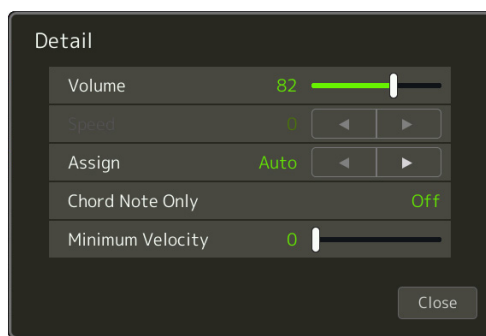 Detail
Volume 82
Speed 0
Assign Auto
Chord Note Only Off
Minimum Velocity 0
Close